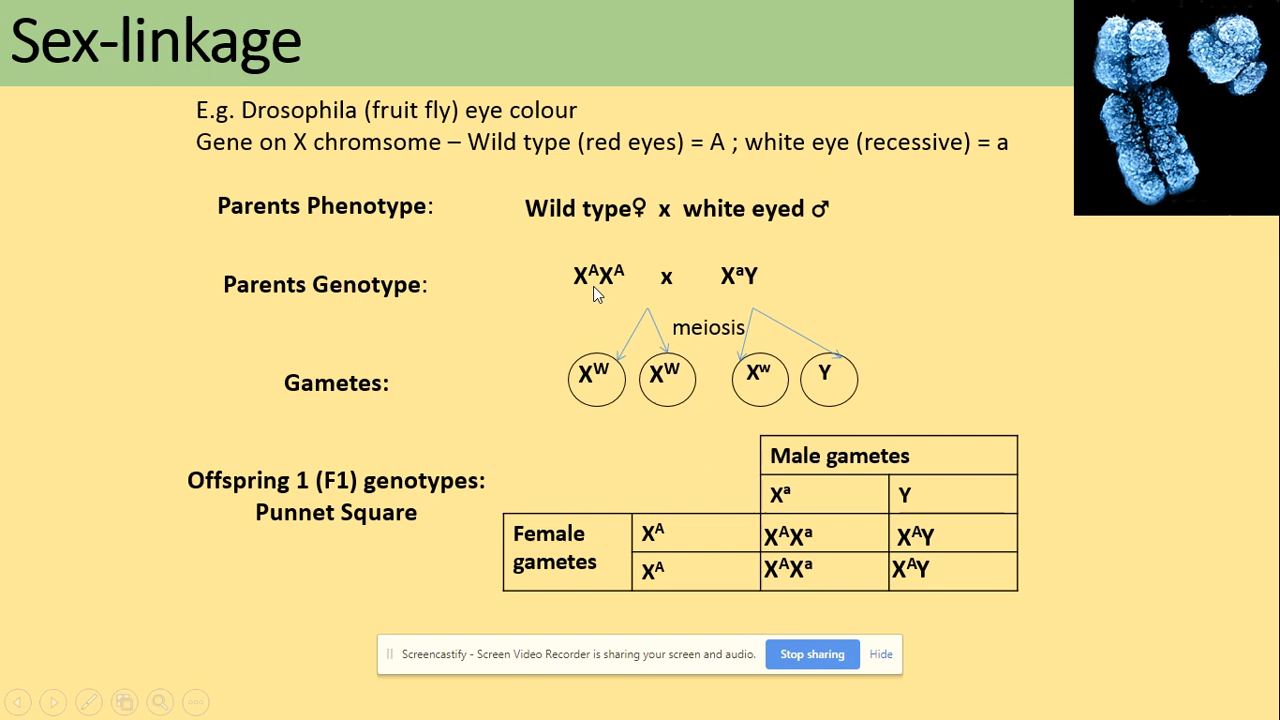 Sex-linkage
E.g. Drosophila (fruit fly) eye colour
Gene on X chromsome – Wild type (red eyes) = A ; white eye (recessive) = a
Parents Phenotype: Wild type♀ x white eyed ♂
Parents Genotype: XᴬXᴬ x XᵃY
meiosis
Gametes: Xᵂ Xᵂ Xʷ Y
Offspring 1 (F1) genotypes:
Punnet Square
Male gametes
Xᵃ Y
Female gametes
Xᴬ XᴬXᵃ XᴬY
Xᴬ XᴬXᵃ XᴬY
Screencastify - Screen Video Recorder is sharing your screen and audio. Stop sharing Hide